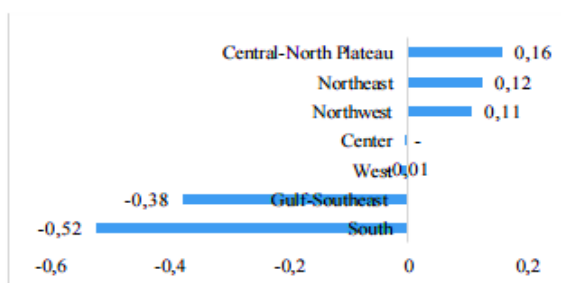 Central-North Plateau 0,16
Northeast 0,12
Northwest 0,11
Center -
West -0,01
-0,38 Gulf-Southeast
-0,52 South
-0,6 -0,4 -0,2 0 0,2